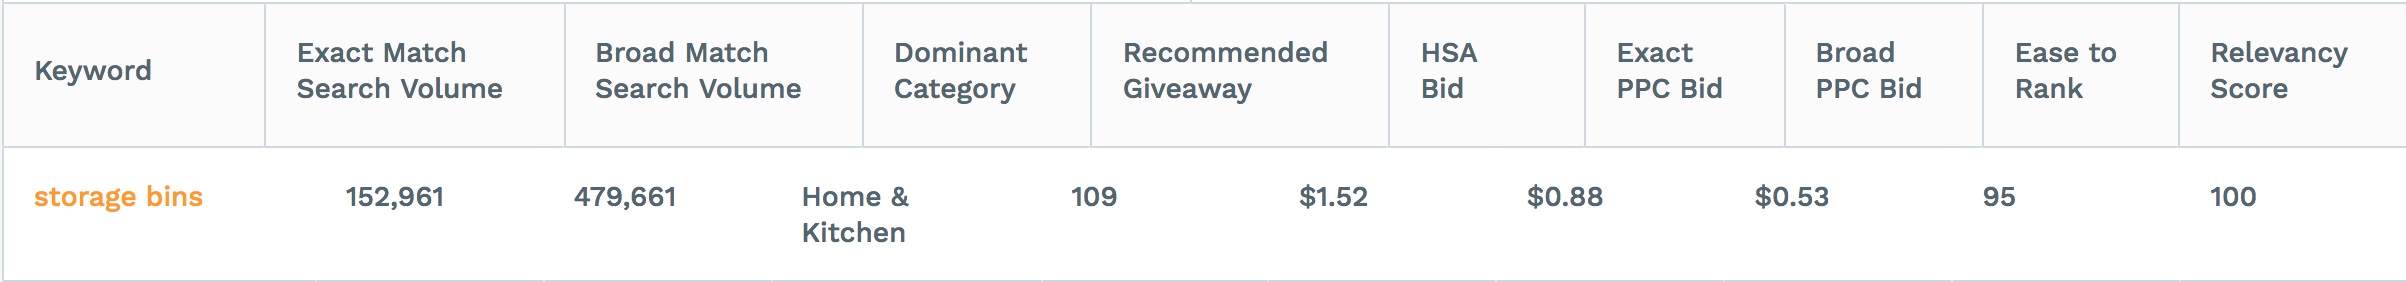 Keyword
Exact Match
Search Volume
Broad Match
Search Volume
Dominant
Category
Recommended
Giveaway
HSA
Bid
Exact
PPC Bid
Broad
PPC Bid
Ease to
Rank
Relevancy
Score
storage bins
152,961
479,661
Home &
Kitchen
109
$1.52
$0.88
$0.53
95
100